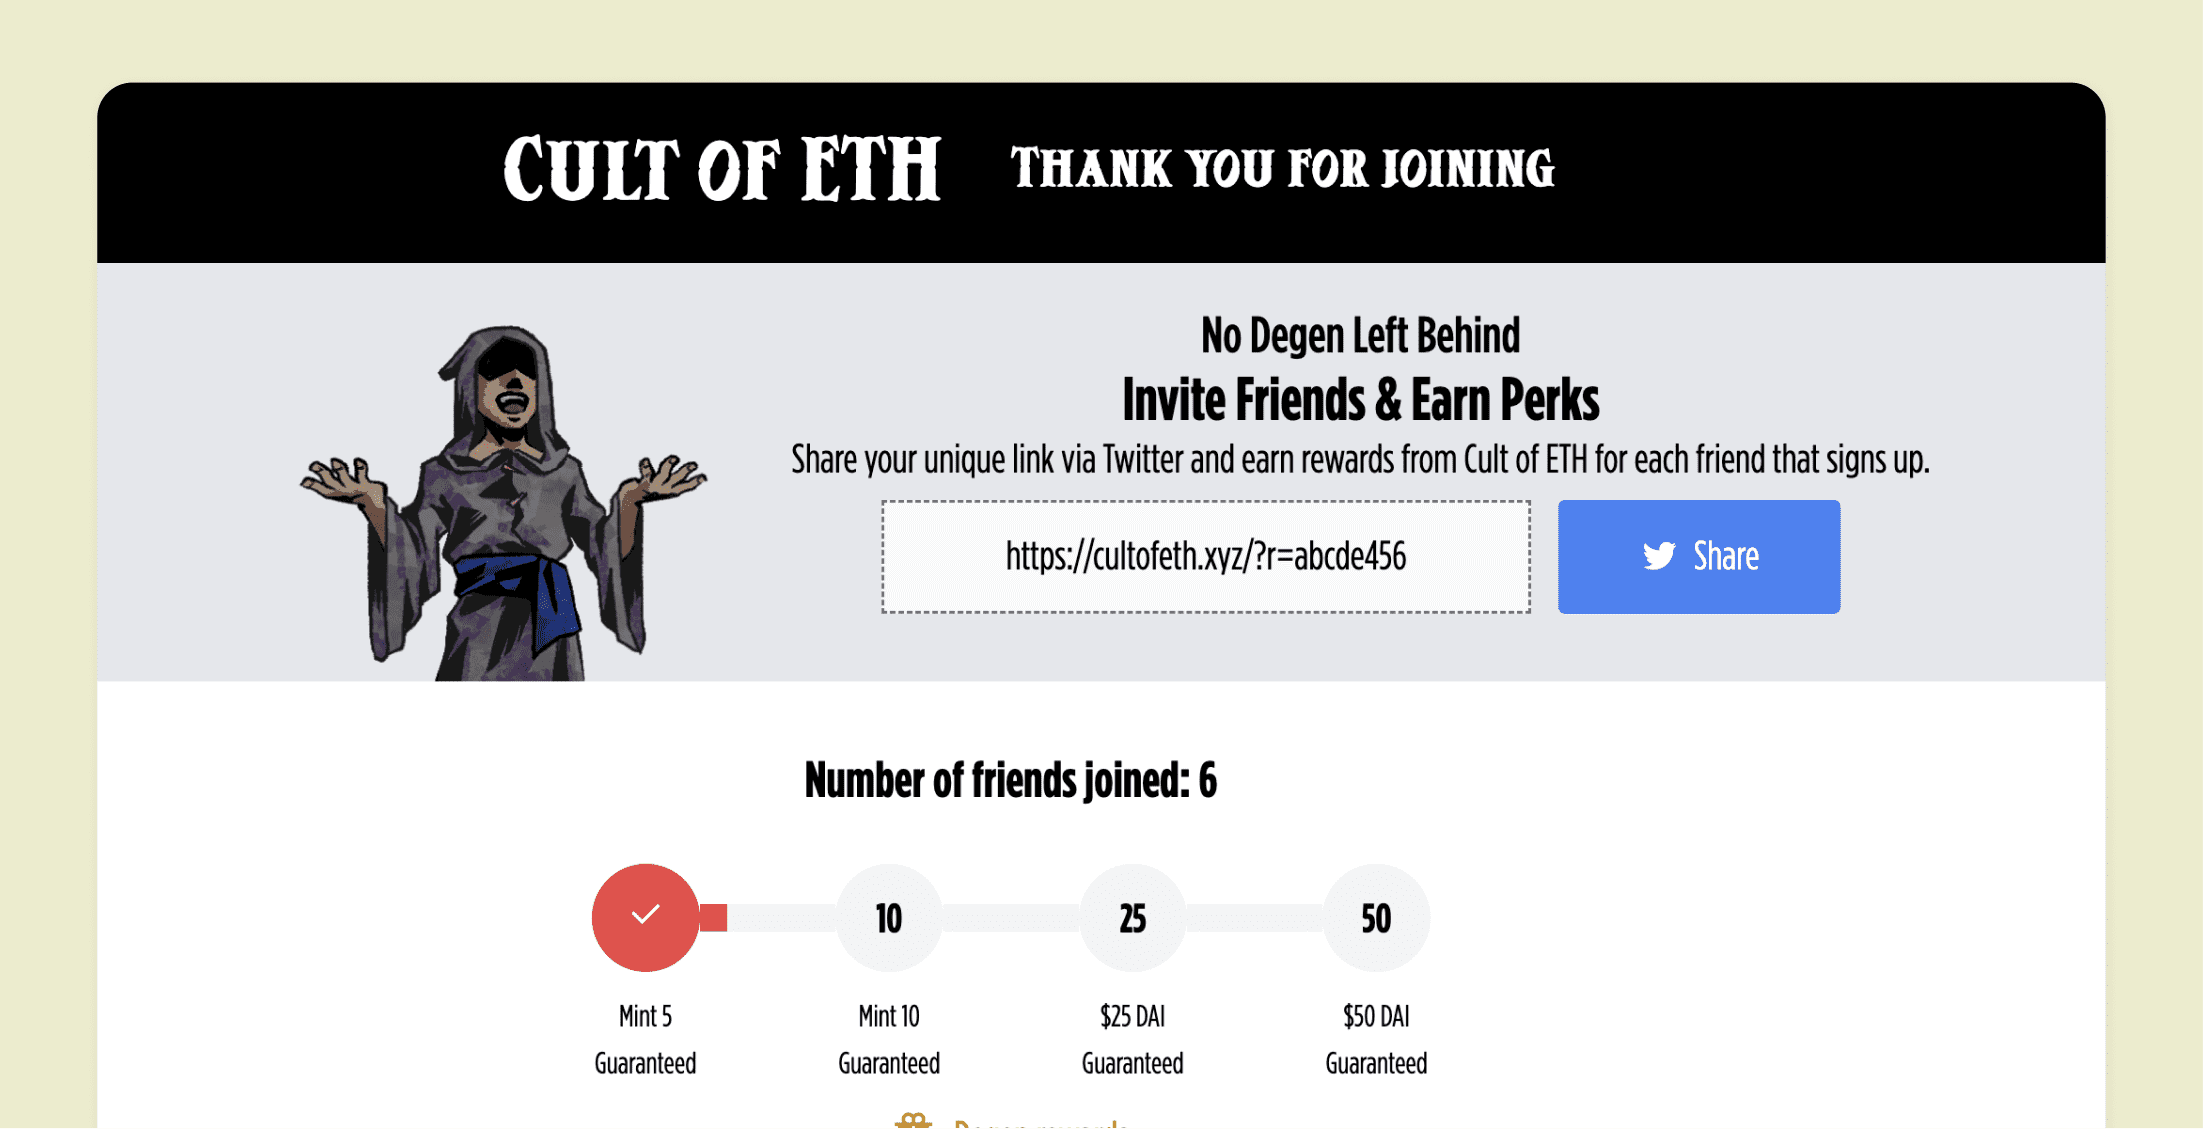 Cult of ETH
Thank you for joining
No Degen Left Behind
Invite Friends & Earn Perks
Share your unique link via Twitter and earn rewards from Cult of ETH for each friend that signs up.
https://cultofeth.xyz/?r=abcde456
Share
Number of friends joined: 6
10
25
50
Mint 5
Guaranteed
Mint 10
Guaranteed
$25 DAI
Guaranteed
$50 DAI
Guaranteed
Degen rewards